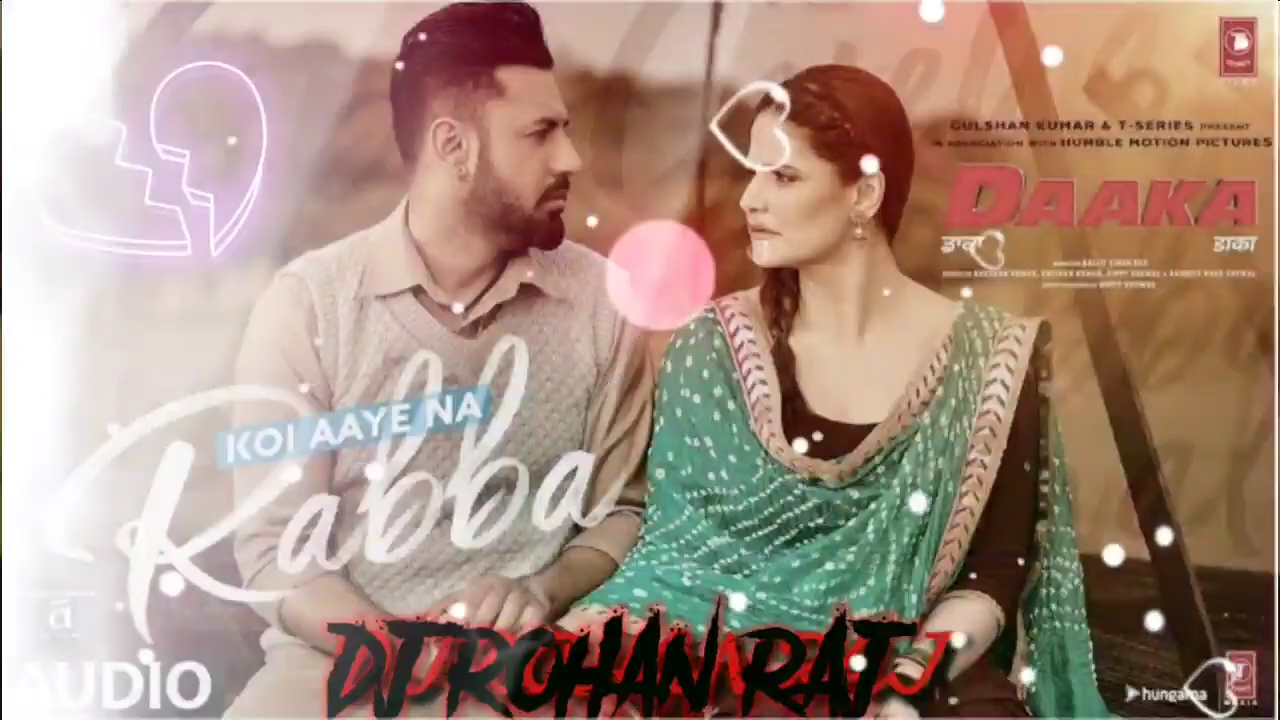 GULSHAN KUMAR & T-SERIES PRESENT
IN ASSOCIATION WITH HUMBLE MOTION PICTURES
DAAKA
ਡਾਕਾ डाका
KOI AAYE NA
Rabba
AUDIO
DJ ROHAN RAJ
hungama